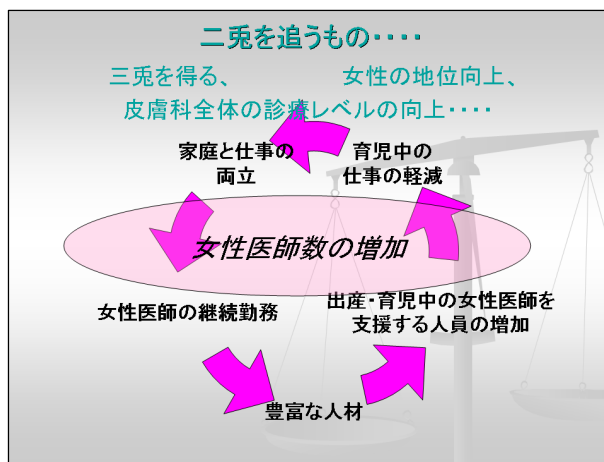 二兎を追うもの････
三兎を得る、 女性の地位向上、
皮膚科全体の診療レベルの向上････
家庭と仕事の
両立
育児中の
仕事の軽減
女性医師数の増加
女性医師の継続勤務
出産・育児中の女性医師を
支援する人員の増加
豊富な人材